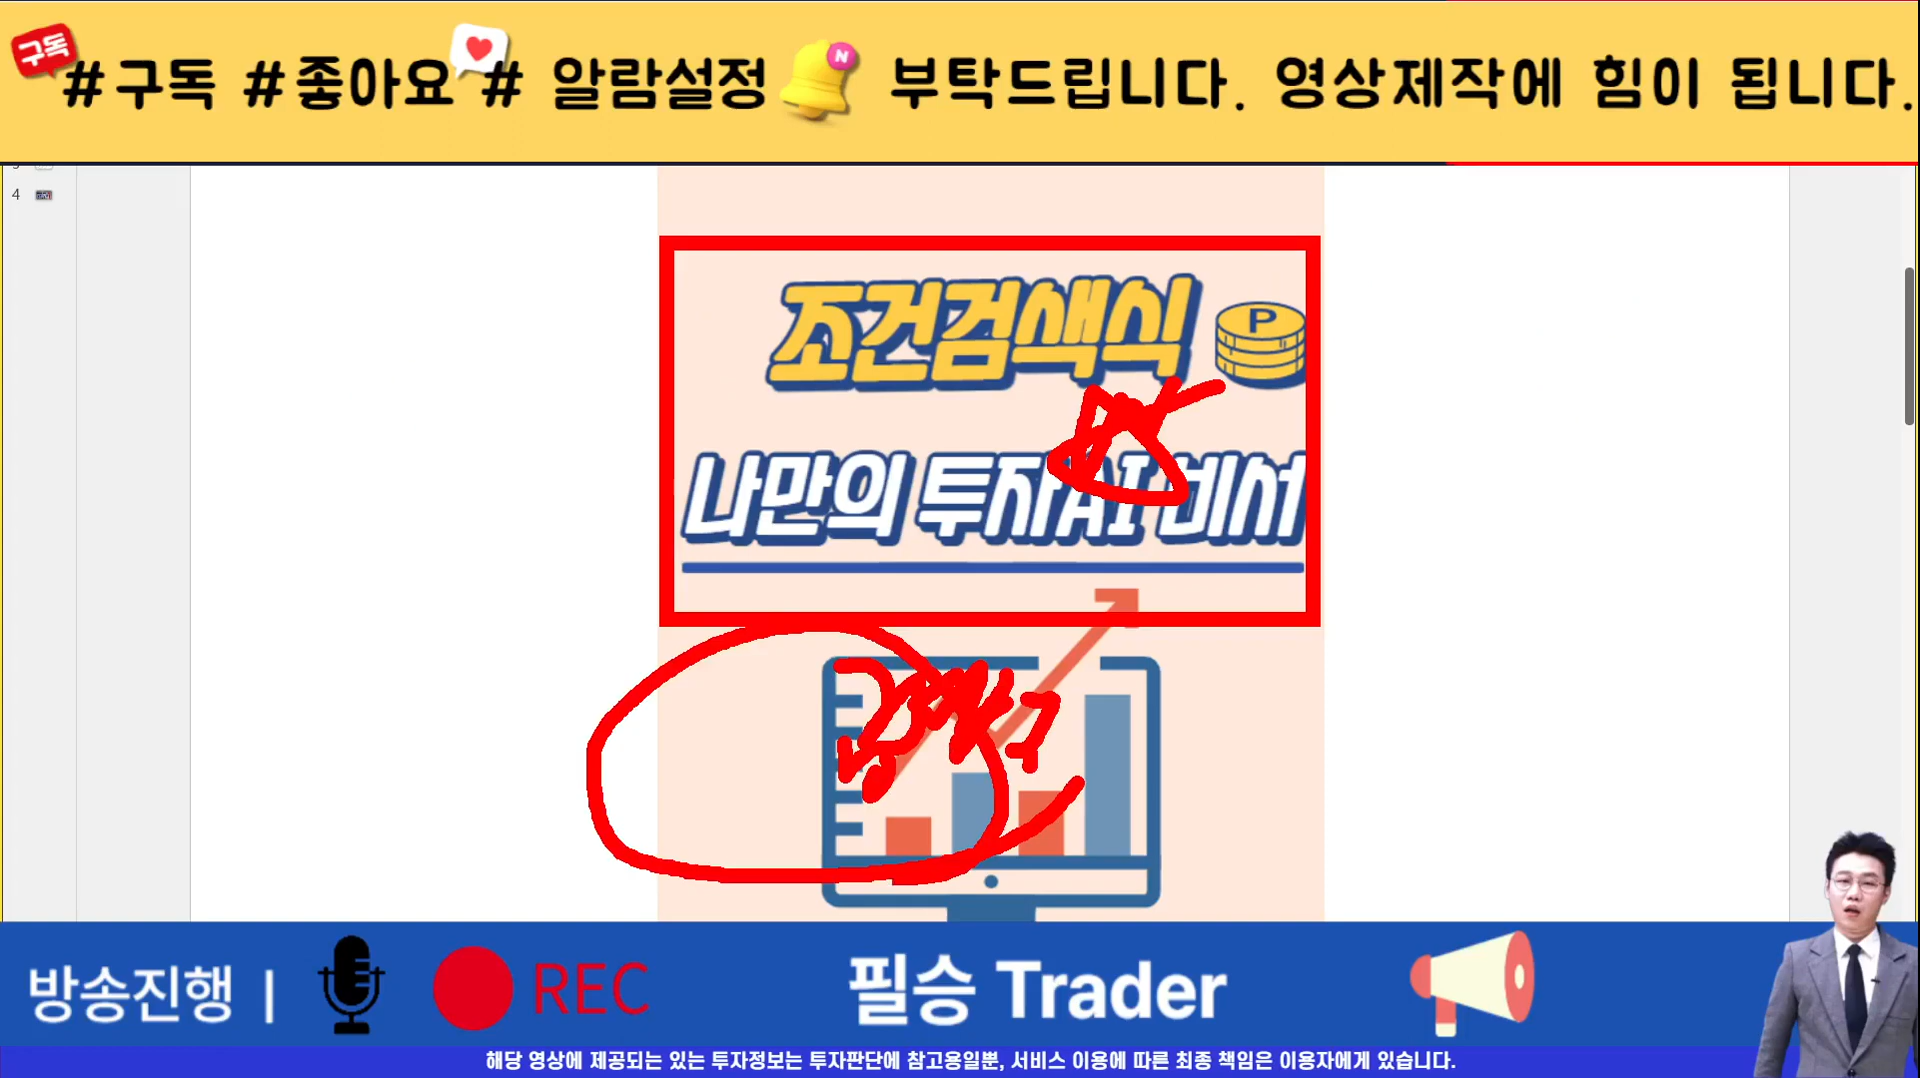 구독
#구독 #좋아요 # 알람설정 N 부탁드립니다. 영상제작에 힘이 됩니다.
4
조건검색식 P
나만의 투자AI 비서
방송진행 | REC 필승 Trader
해당 영상에 제공되는 있는 투자정보는 투자판단에 참고용일뿐, 서비스 이용에 따른 최종 책임은 이용자에게 있습니다.